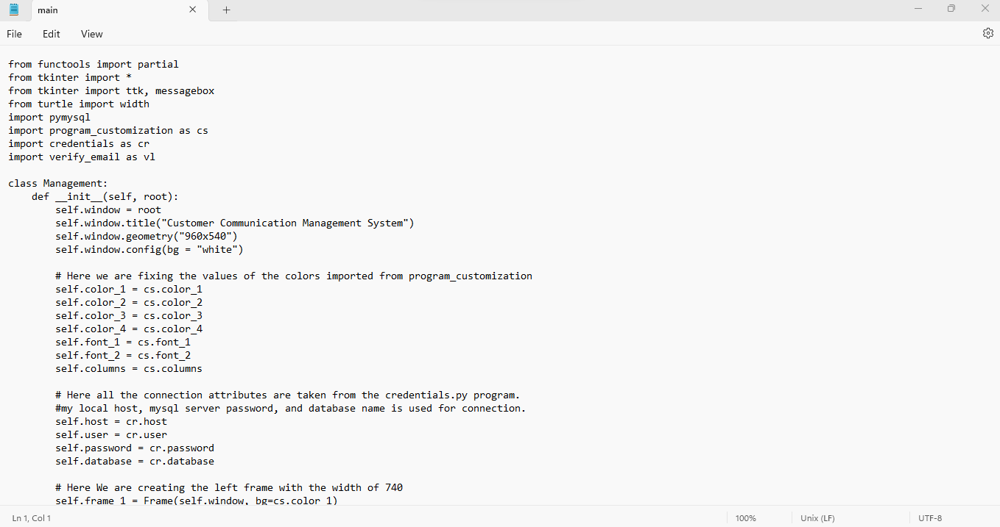 main
File Edit View
from functools import partial
from tkinter import *
from tkinter import ttk, messagebox
from turtle import width
import pymysql
import program_customization as cs
import credentials as cr
import verify_email as vl
class Management:
def __init__(self, root):
self.window = root
self.window.title("Customer Communication Management System")
self.window.geometry("960x540")
self.window.config(bg = "white")
# Here we are fixing the values of the colors imported from program_customization
self.color_1 = cs.color_1
self.color_2 = cs.color_2
self.color_3 = cs.color_3
self.color_4 = cs.color_4
self.font_1 = cs.font_1
self.font_2 = cs.font_2
self.columns = cs.columns
# Here all the connection attributes are taken from the credentials.py program.
#my local host, mysql server password, and database name is used for connection.
self.host = cr.host
self.user = cr.user
self.password = cr.password
self.database = cr.database
# Here We are creating the left frame with the width of 740
self.frame_1 = Frame(self.window, bg=cs.color_1)
Ln 1, Col 1 100% Unix (LF) UTF-8